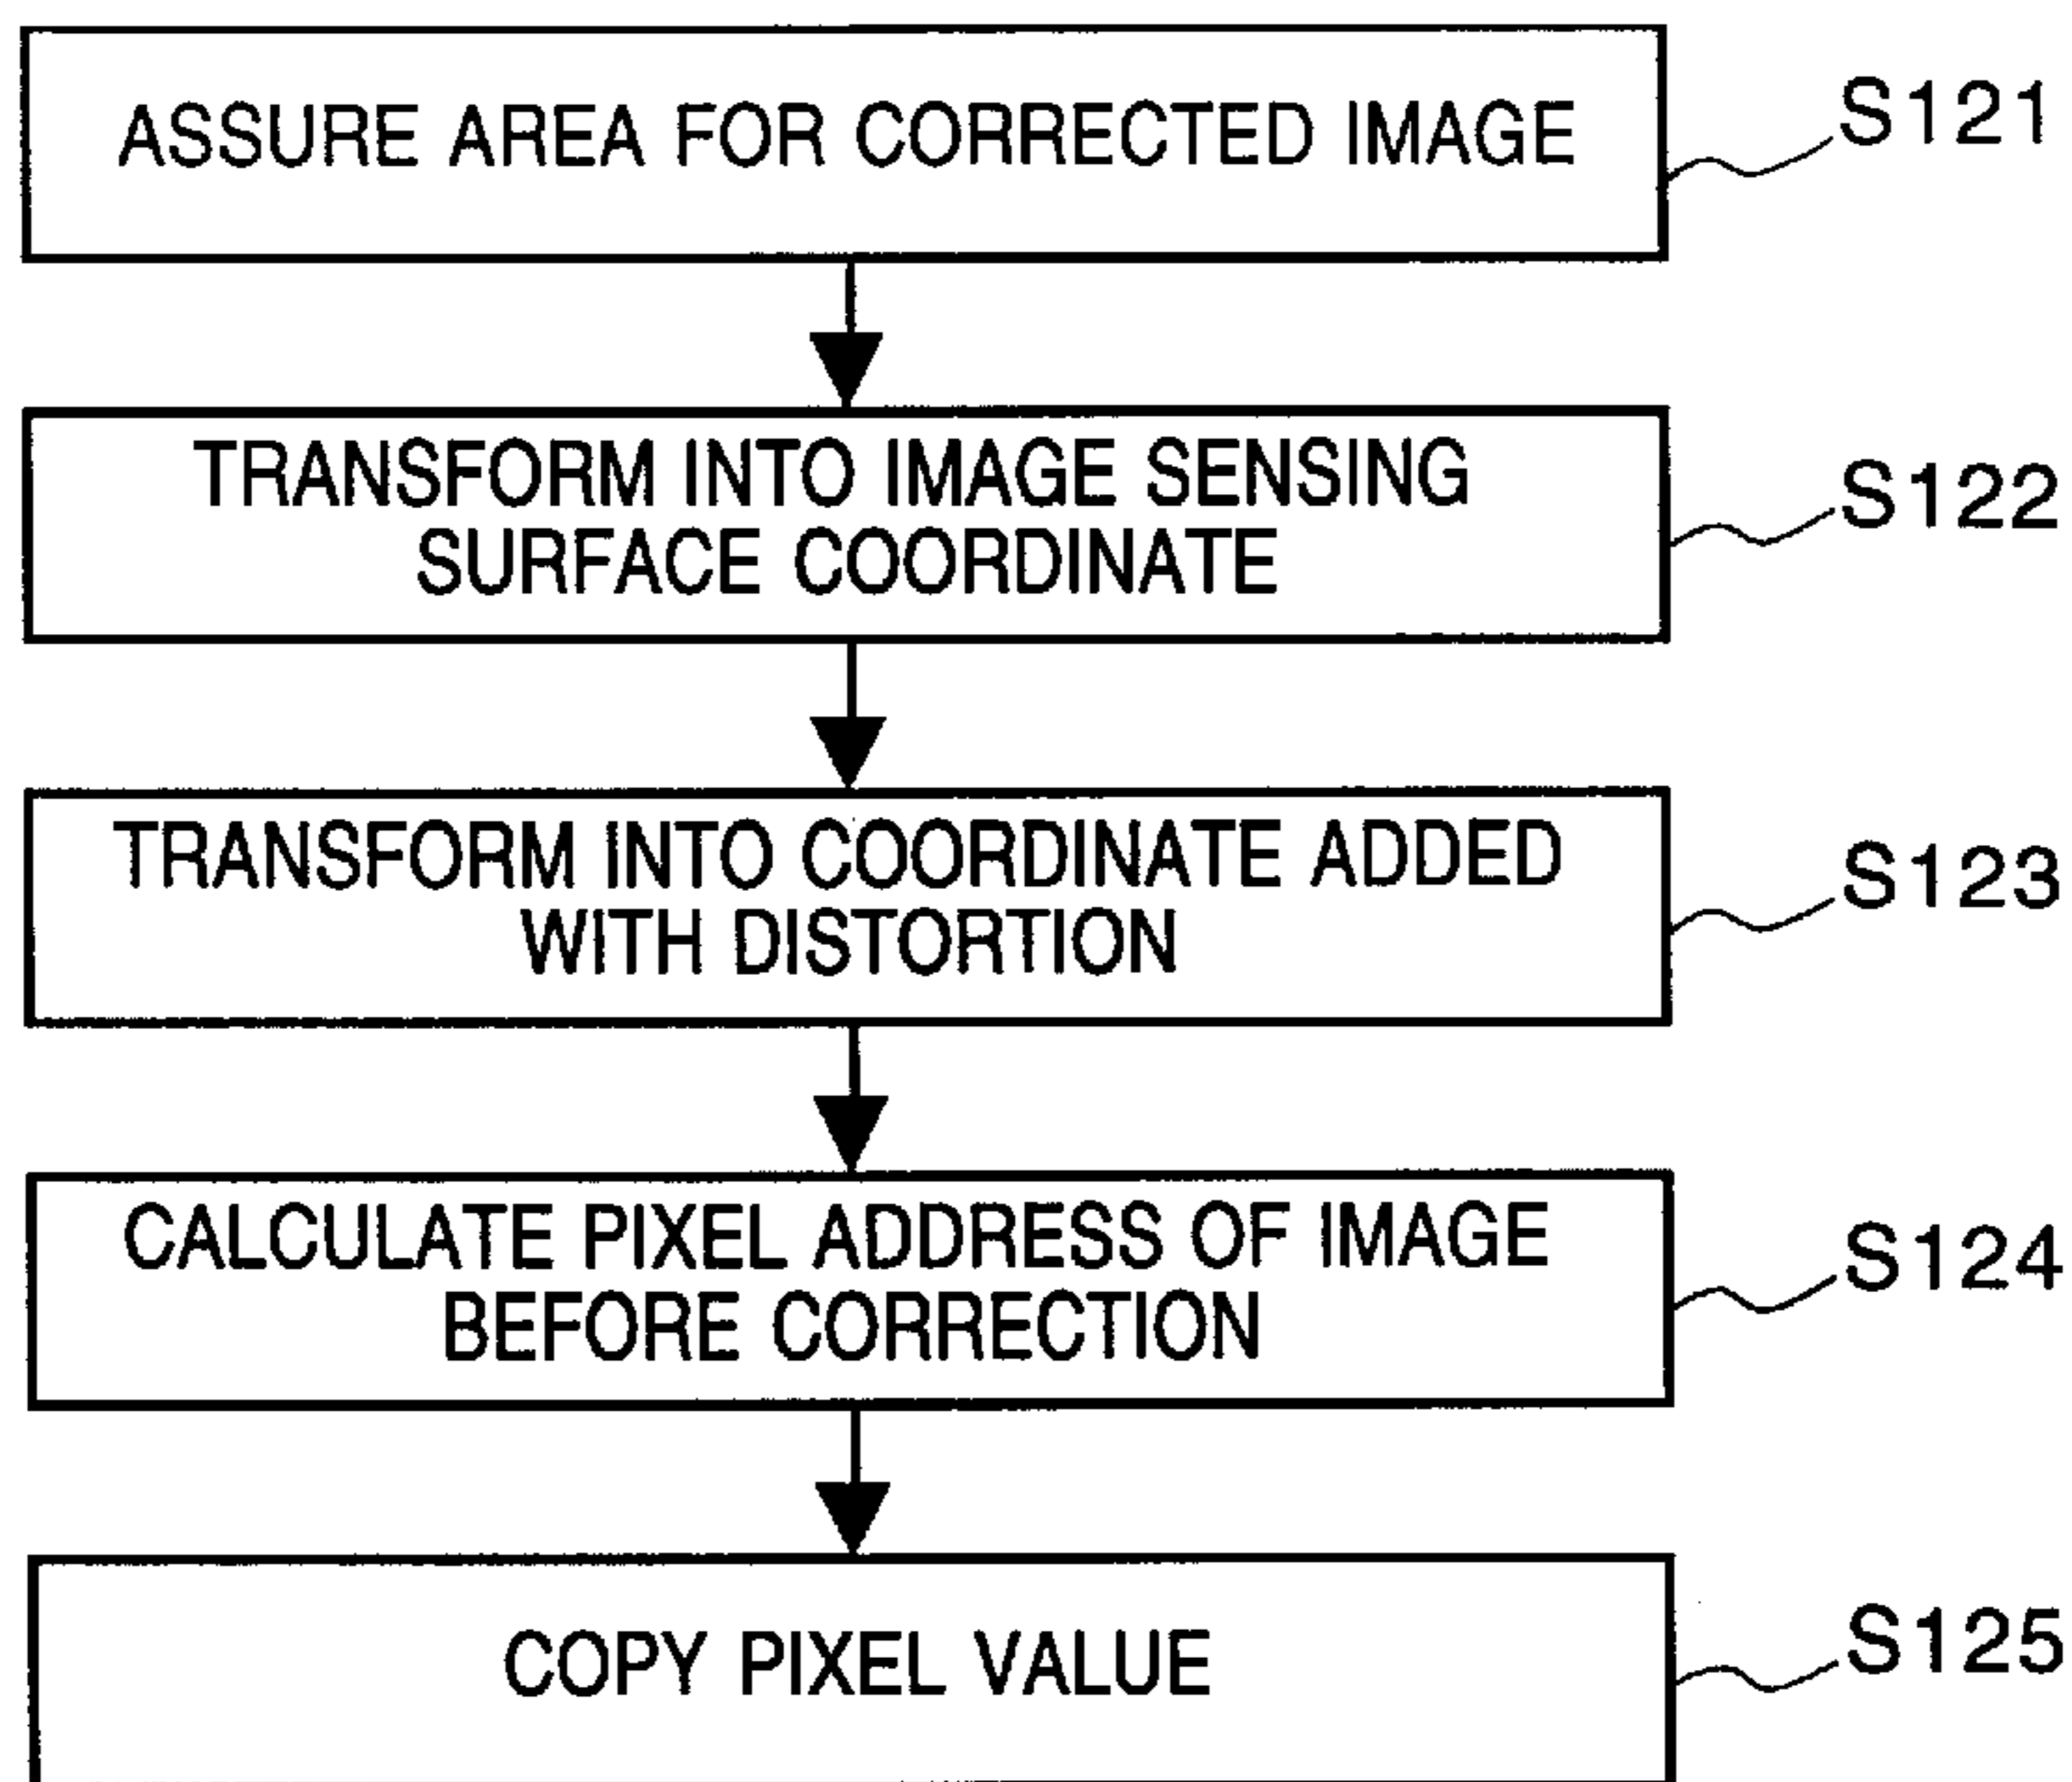 ASSURE AREA FOR CORRECTED IMAGE
S121
TRANSFORM INTO IMAGE SENSING
SURFACE COORDINATE
S122
TRANSFORM INTO COORDINATE ADDED
WITH DISTORTION
S123
CALCULATE PIXEL ADDRESS OF IMAGE
BEFORE CORRECTION
S124
COPY PIXEL VALUE
S125